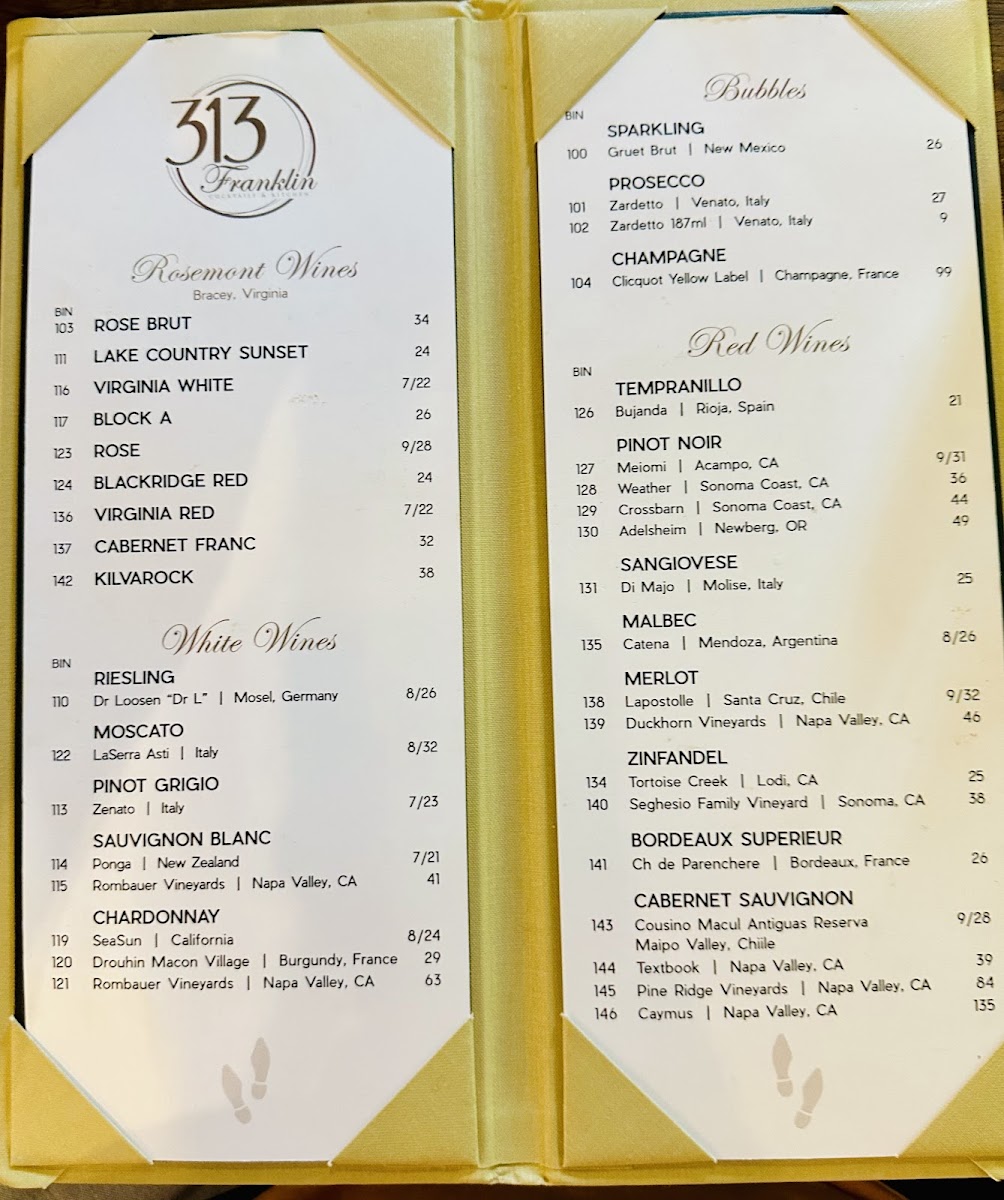 313
Franklin
COCKTAILS & KITCHEN
Rosemont Wines
Bracey, Virginia
BIN
103 ROSE BRUT 34
111 LAKE COUNTRY SUNSET 24
116 VIRGINIA WHITE 7/22
117 BLOCK A 26
123 ROSE 9/28
124 BLACKRIDGE RED 24
136 VIRGINIA RED 7/22
137 CABERNET FRANC 32
142 KILVAROCK 38
White Wines
BIN
RIESLING
110 Dr Loosen “Dr L” | Mosel, Germany 8/26
MOSCATO
122 LaSerra Asti | Italy 8/32
PINOT GRIGIO
113 Zenato | Italy 7/23
SAUVIGNON BLANC
114 Ponga | New Zealand 7/21
115 Rombauer Vineyards | Napa Valley, CA 41
CHARDONNAY
119 SeaSun | California 8/24
120 Drouhin Macon Village | Burgundy, France 29
121 Rombauer Vineyards | Napa Valley, CA 63
Bubbles
BIN
SPARKLING
100 Gruet Brut | New Mexico 26
PROSECCO
101 Zardetto | Venato, Italy 27
102 Zardetto 187ml | Venato, Italy 9
CHAMPAGNE
104 Clicquot Yellow Label | Champagne, France 99
Red Wines
BIN
TEMPRANILLO
126 Bujanda | Rioja, Spain 21
PINOT NOIR
127 Meiomi | Acampo, CA 9/31
128 Weather | Sonoma Coast, CA 36
129 Crossbarn | Sonoma Coast, CA 44
130 Adelsheim | Newberg, OR 49
SANGIOVESE
131 Di Majo | Molise, Italy 25
MALBEC
135 Catena | Mendoza, Argentina 8/26
MERLOT
138 Lapostolle | Santa Cruz, Chile 9/32
139 Duckhorn Vineyards | Napa Valley, CA 46
ZINFANDEL
134 Tortoise Creek | Lodi, CA 25
140 Seghesio Family Vineyard | Sonoma, CA 38
BORDEAUX SUPERIEUR
141 Ch de Parenchere | Bordeaux, France 26
CABERNET SAUVIGNON
143 Cousino Macul Antiguas Reserva 9/28
Maipo Valley, Chiile
144 Textbook | Napa Valley, CA 39
145 Pine Ridge Vineyards | Napa Valley, CA 84
146 Caymus | Napa Valley, CA 135